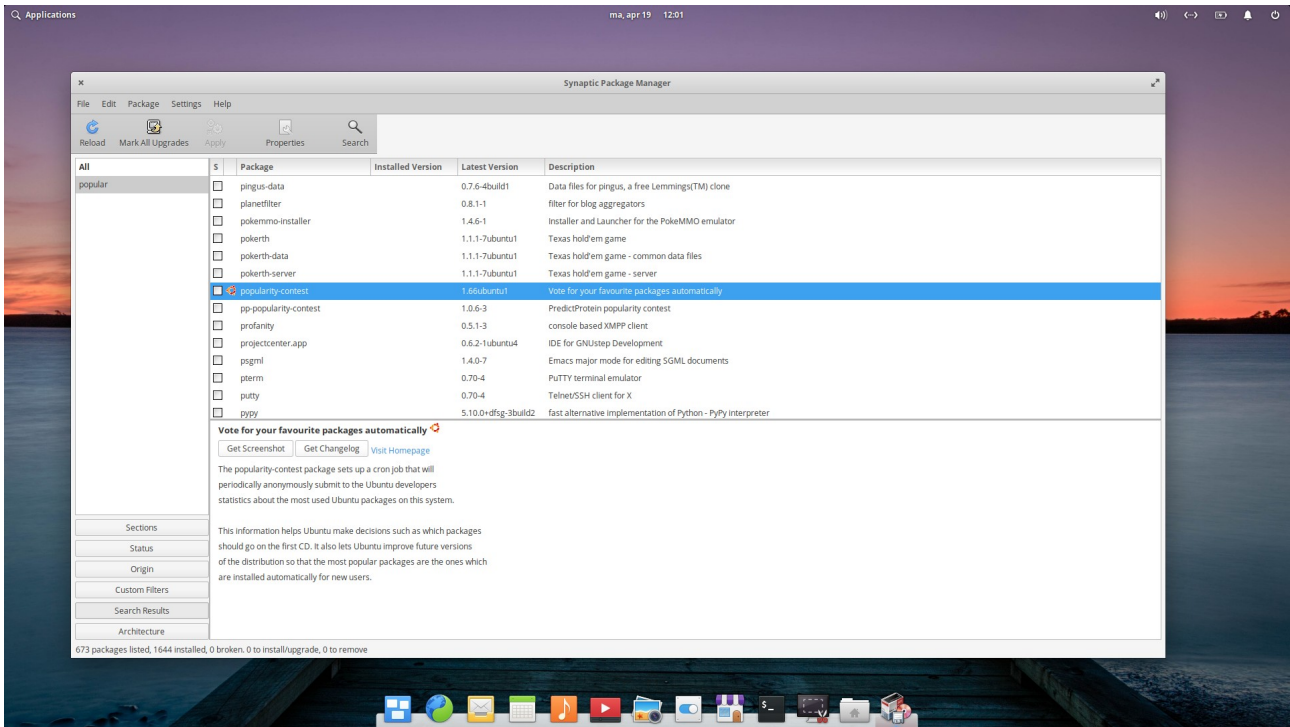 Applications
ma, apr 19 12:01
Synaptic Package Manager
File Edit Package Settings Help
Reload Mark All Upgrades Apply Properties Search
All
popular
S Package Installed Version Latest Version Description
pingus-data 0.7.6-4build1 Data files for pingus, a free Lemmings(TM) clone
planetfilter 0.8.1-1 filter for blog aggregators
pokemmo-installer 1.4.6-1 Installer and Launcher for the PokeMMO emulator
pokerth 1.1.1-7ubuntu1 Texas hold'em game
pokerth-data 1.1.1-7ubuntu1 Texas hold'em game - common data files
pokerth-server 1.1.1-7ubuntu1 Texas hold'em game - server
popularity-contest 1.66ubuntu1 Vote for your favourite packages automatically
pp-popularity-contest 1.0.6-3 PredictProtein popularity contest
profanity 0.5.1-3 console based XMPP client
projectcenter.app 0.6.2-1ubuntu4 IDE for GNUstep Development
psgml 1.4.0-7 Emacs major mode for editing SGML documents
pterm 0.70-4 PuTTY terminal emulator
putty 0.70-4 Telnet/SSH client for X
pypy 5.10.0+dfsg-3build2 fast alternative implementation of Python - PyPy interpreter
Vote for your favourite packages automatically
Get Screenshot Get Changelog Visit Homepage
The popularity-contest package sets up a cron job that will
periodically anonymously submit to the Ubuntu developers
statistics about the most used Ubuntu packages on this system.
This information helps Ubuntu make decisions such as which packages
should go on the first CD. It also lets Ubuntu improve future versions
of the distribution so that the most popular packages are the ones which
are installed automatically for new users.
Sections
Status
Origin
Custom Filters
Search Results
Architecture
673 packages listed, 1644 installed, 0 broken. 0 to install/upgrade, 0 to remove
$_